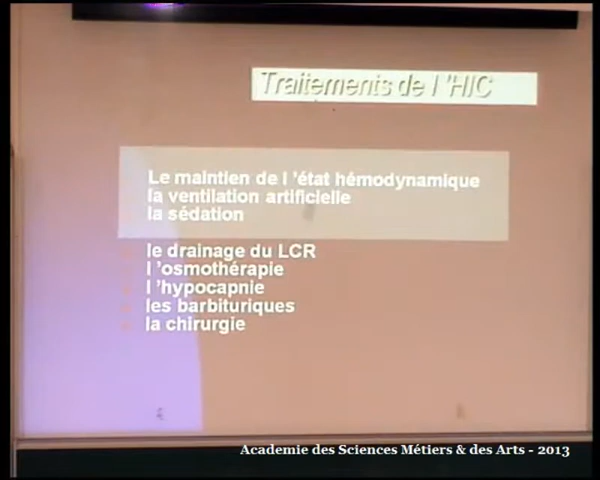 Traitements de l 'HIC
Le maintien de l 'état hémodynamique
la ventilation artificielle
la sédation
le drainage du LCR
l 'osmothérapie
l 'hypocapnie
les barbituriques
la chirurgie
Academie des Sciences Métiers & des Arts - 2013